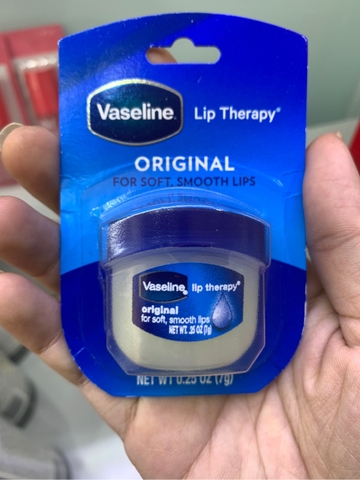 Vaseline® Lip Therapy®
ORIGINAL
FOR SOFT, SMOOTH LIPS
Vaseline® lip therapy®
original
for soft, smooth lips
NET WT. .25 OZ (7g)
NET WT 0.25 OZ (7g)